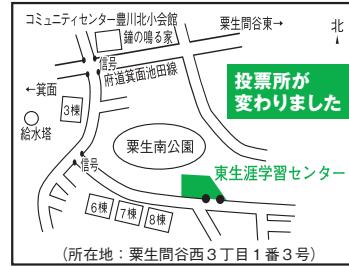 コミュニティセンター豊川北小会館
鐘の鳴る家
粟生間谷東→
北
信号
府道箕面池田線
←箕面
投票所が
変わりました
3棟
給水塔
粟生南公園
信号
東生涯学習センター
6棟
7棟
8棟
(所在地:粟生間谷西3丁目1番3号)